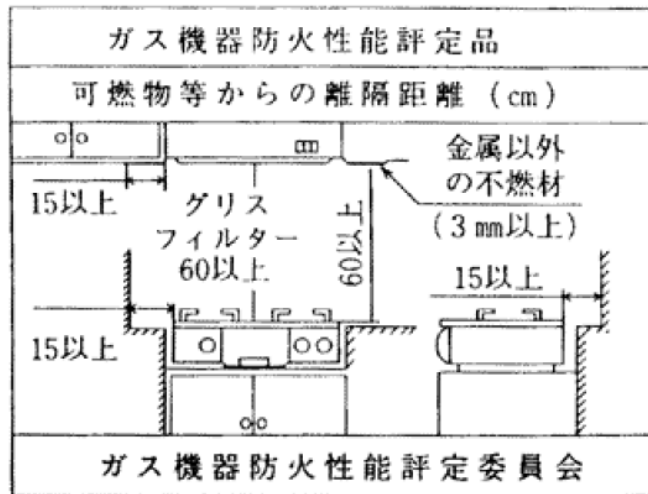 ガス機器防火性能評定品
可燃物等からの離隔距離(cm)
金属以外
の不燃材
(3㎜以上)
15以上
グリス
フィルター
60以上
60以上
15以上
15以上
ガス機器防火性能評定委員会